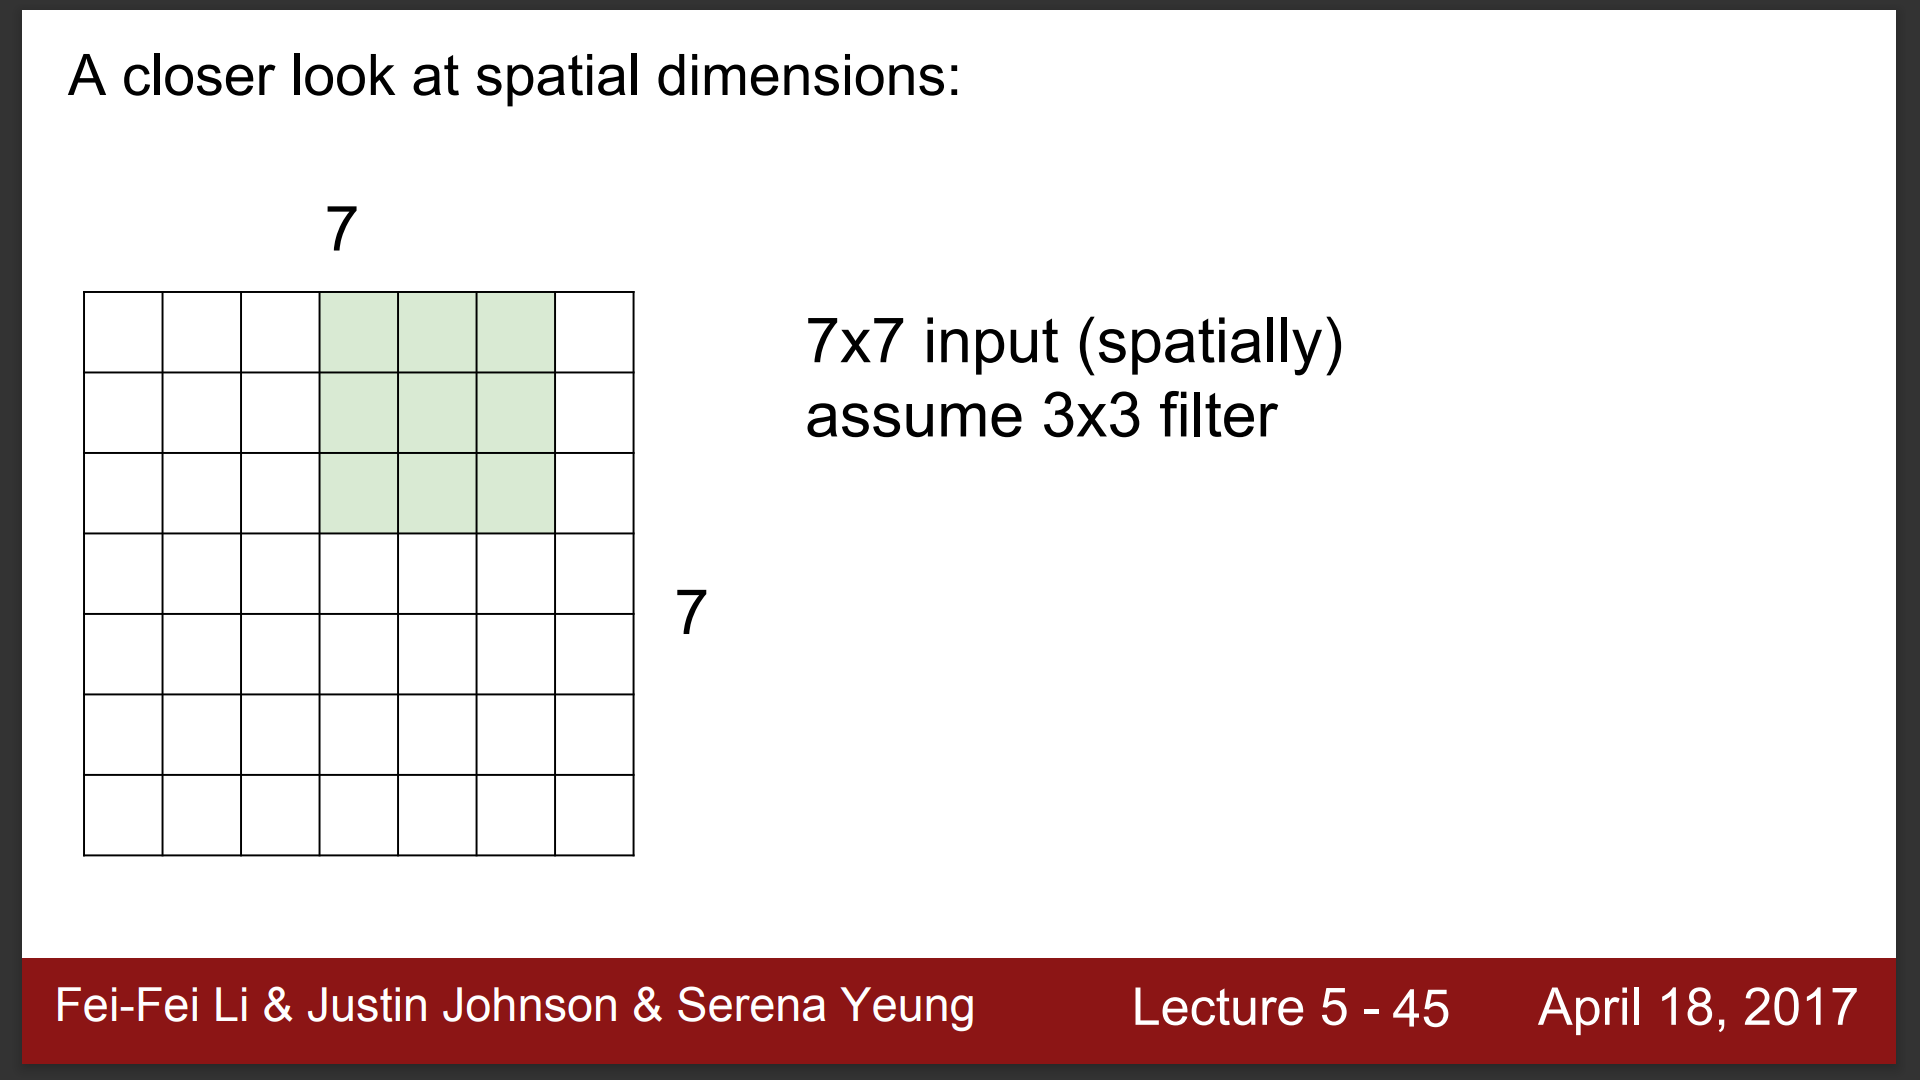 A closer look at spatial dimensions:
7
7x7 input (spatially)
assume 3x3 filter
7
Fei-Fei Li & Justin Johnson & Serena Yeung
Lecture 5 - 45
April 18, 2017